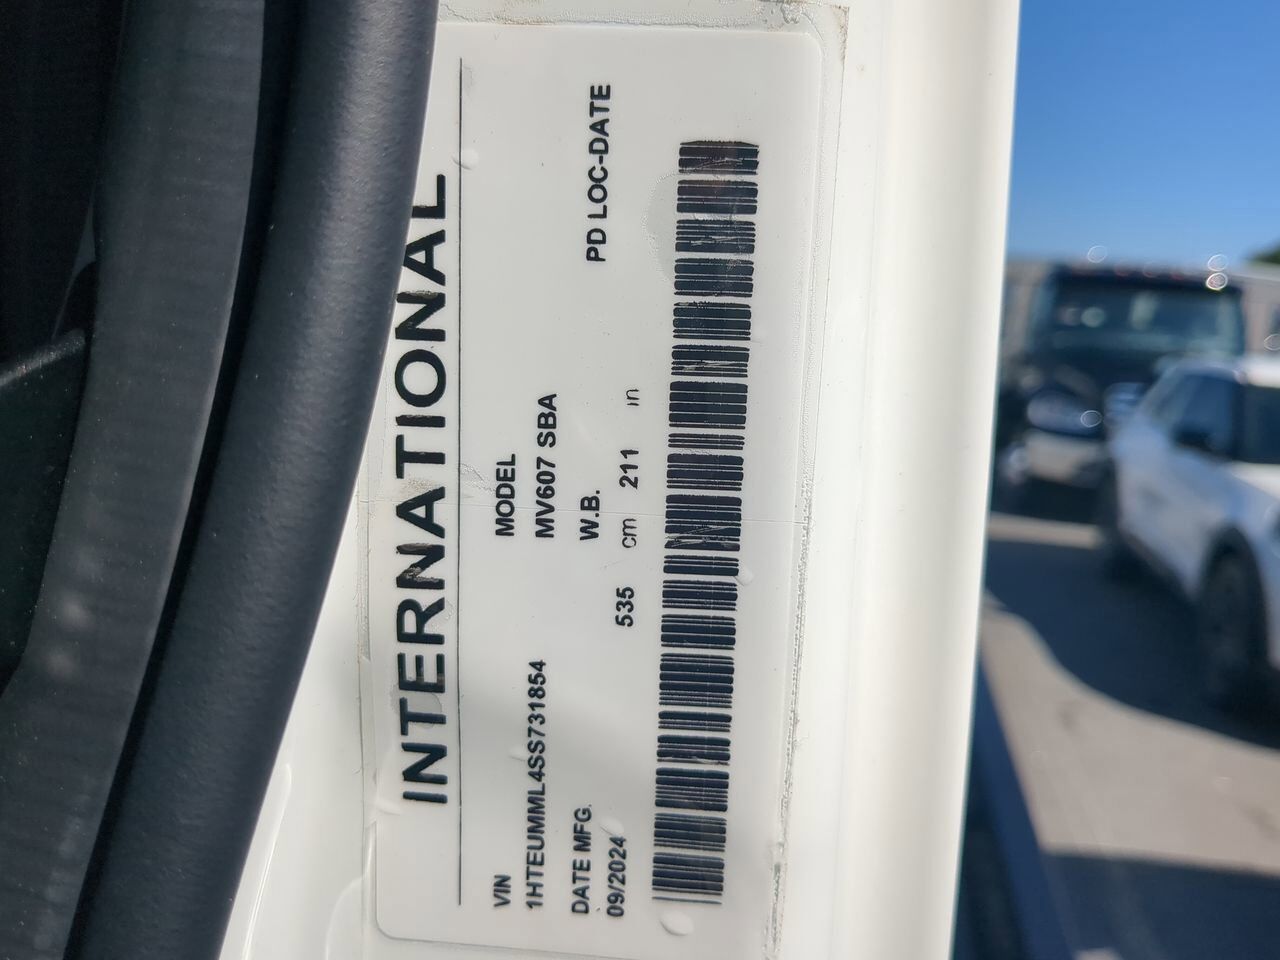 INTERNATIONAL
VIN
1HTEUMML4SS731854
MODEL
MV607 SBA
DATE MFG.
09/2024
W.B.
535 cm 211 in
PD LOC-DATE